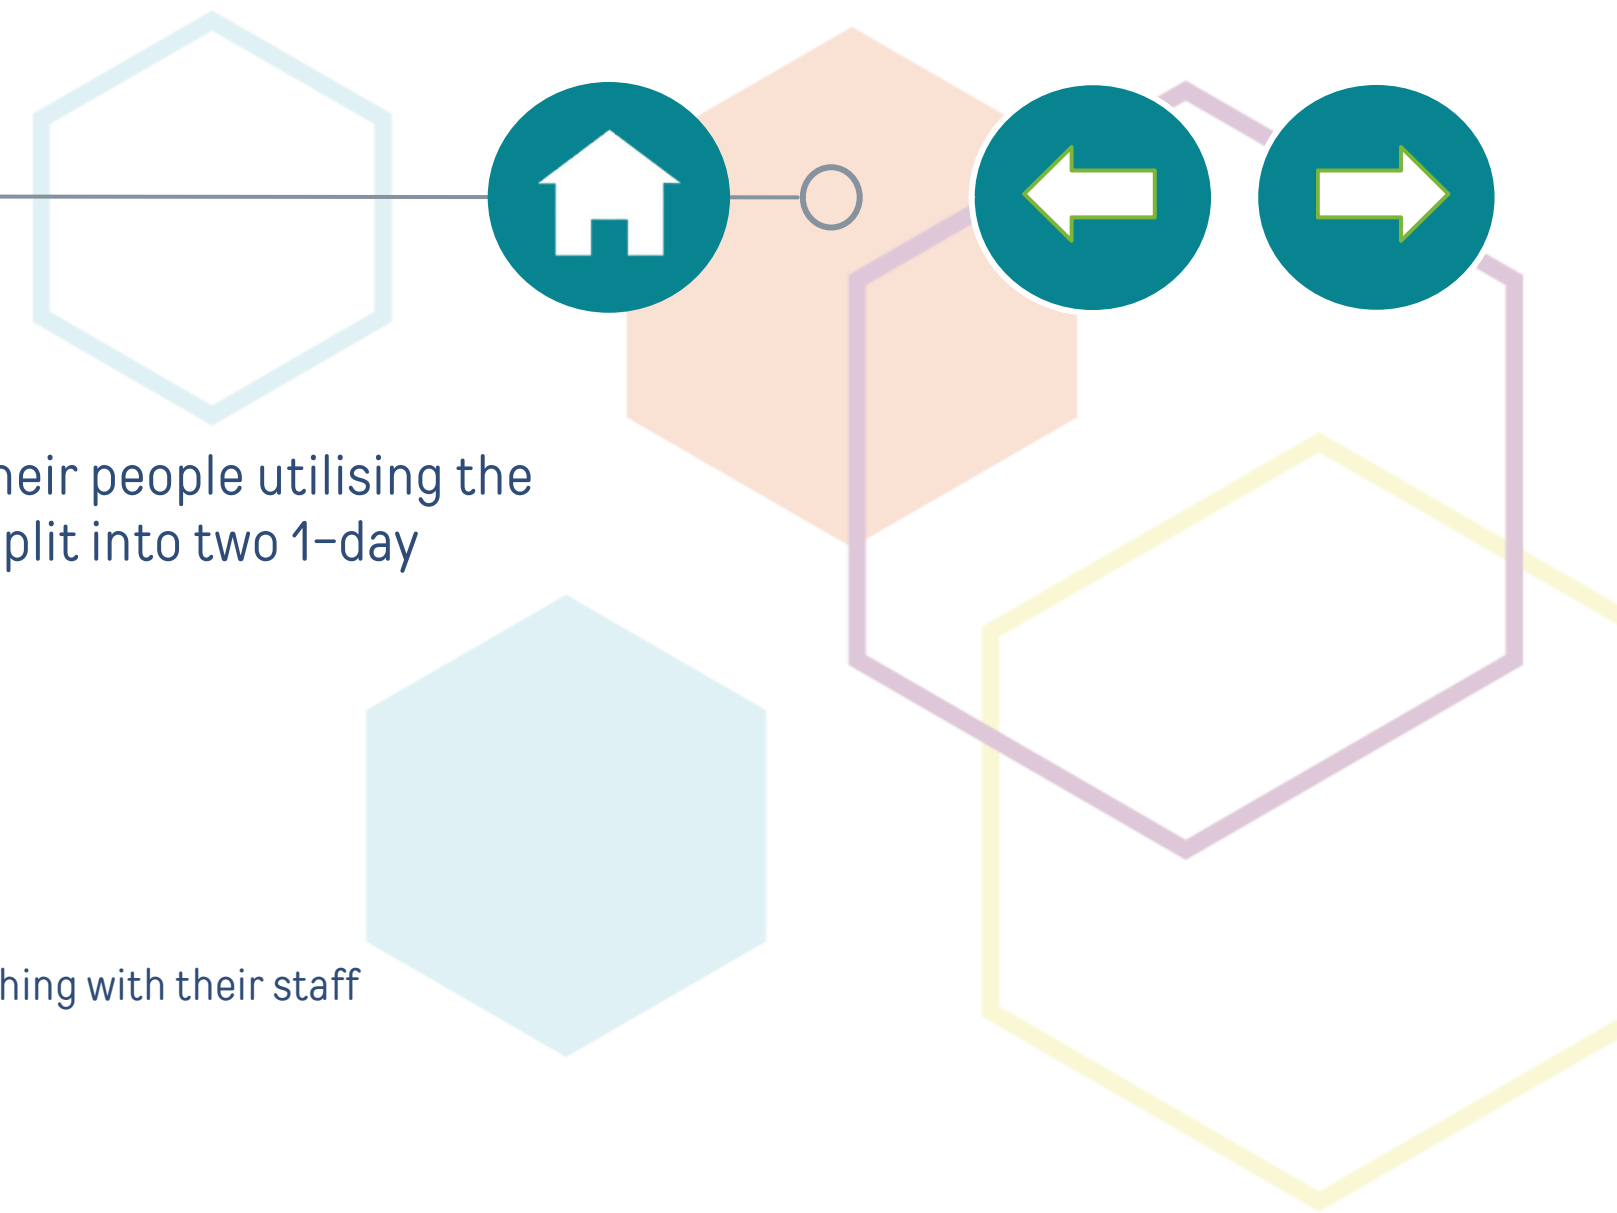 heir people utilising the
plit into two 1-day
hing with their staff